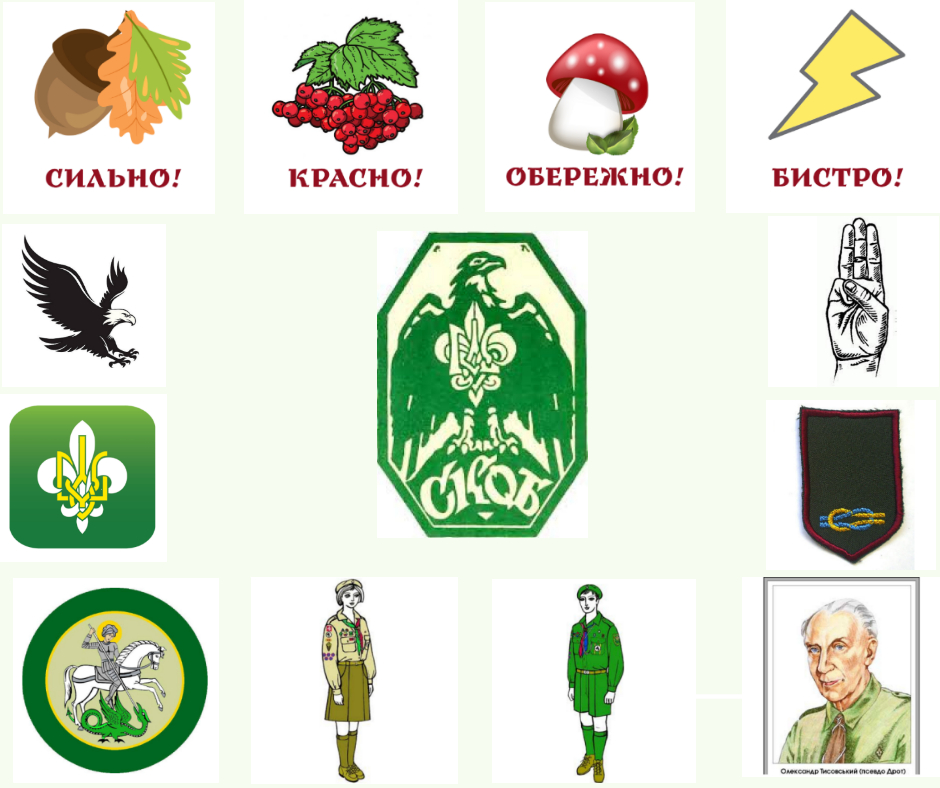 СИЛЬНО!
КРАСНО!
ОБЕРЕЖНО!
БИСТРО!
СКОБ
Олександр Тисовський (псевдо Дрот)